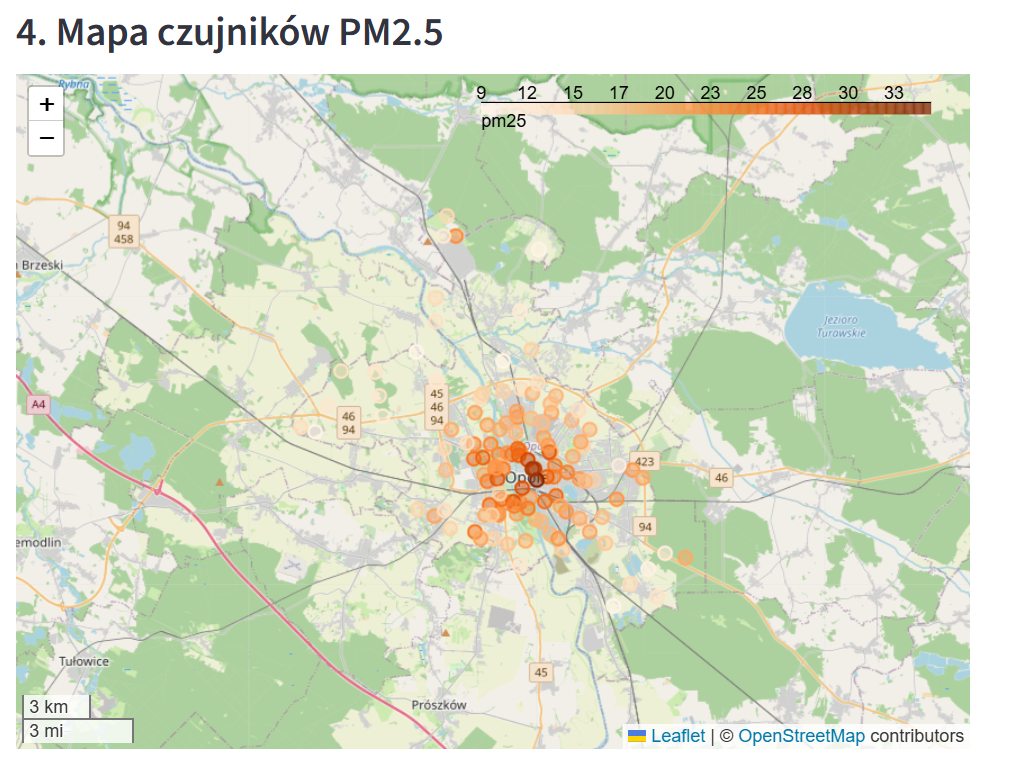 4. Mapa czujników PM2.5
Rybna
+
−
9 12 15 17 20 23 25 28 30 33
pm25
94
458
Brzeski
Jezioro
Turawskie
A4
46
94
45
46
94
423
46
94
emodlin
Tułowice
45
Prószków
3 km
3 mi
Leaflet | © OpenStreetMap contributors